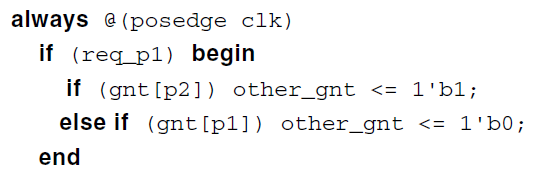 always @(posedge clk)
if (req_p1) begin
if (gnt[p2]) other_gnt <= 1'b1;
else if (gnt[p1]) other_gnt <= 1'b0;
end